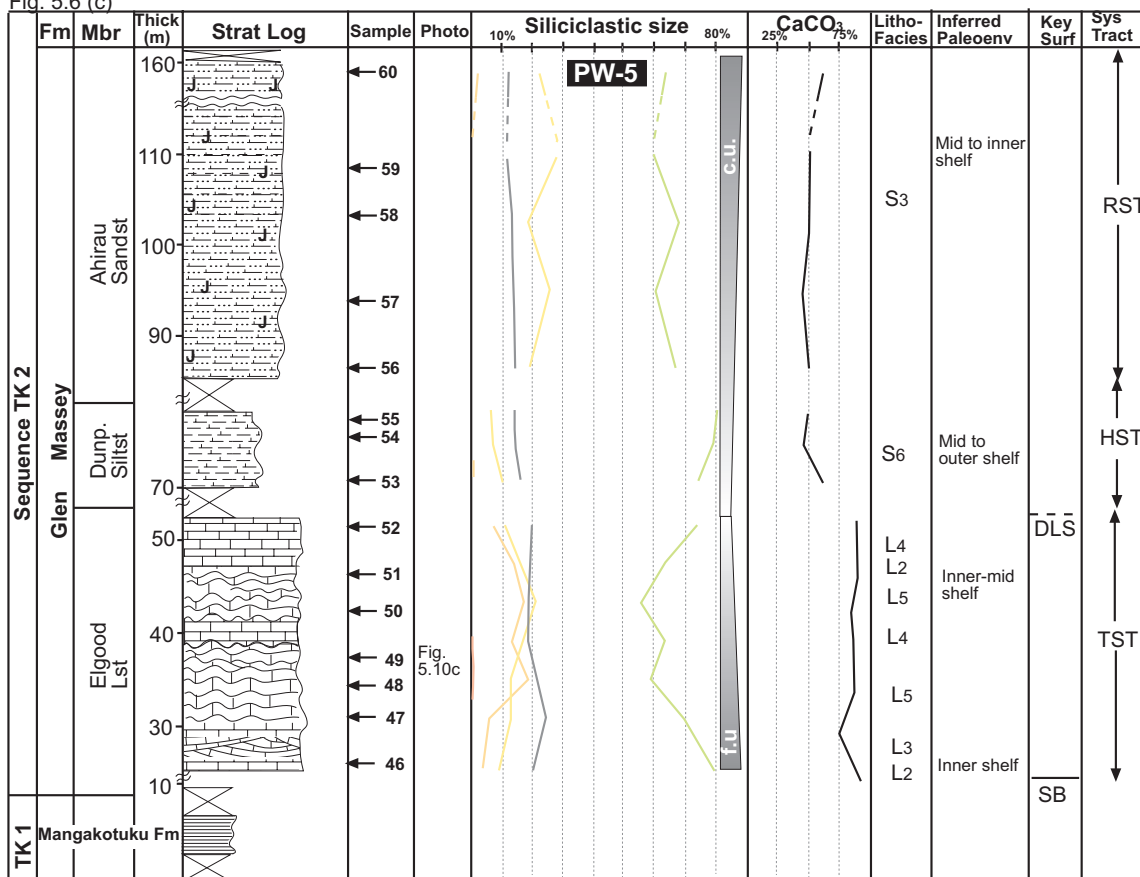 Fig. 5.6 (c)
Fm Mbr Thick (m) Strat Log Sample Photo Siliciclastic size CaCO3 Litho-Facies Inferred Paleoenv Key Surf Sys Tract
10% 80% 25% 75%
PW-5
160
110
100
90
70
50
40
30
10
Sequence TK 2
TK 1
Glen Massey
Ahirau Sandst
Dunp. Siltst
Elgood Lst
Mangakotuku Fm
J J
J
J
J
J
J
J
J
60
59
58
57
56
55
54
53
52
51
50
49
48
47
46
Fig.
5.10c
c.u.
f.u
S3
S6
L4
L2
L5
L4
L5
L3
L2
Mid to inner
shelf
Mid to
outer shelf
Inner-mid
shelf
Inner shelf
DLS
SB
RST
HST
TST